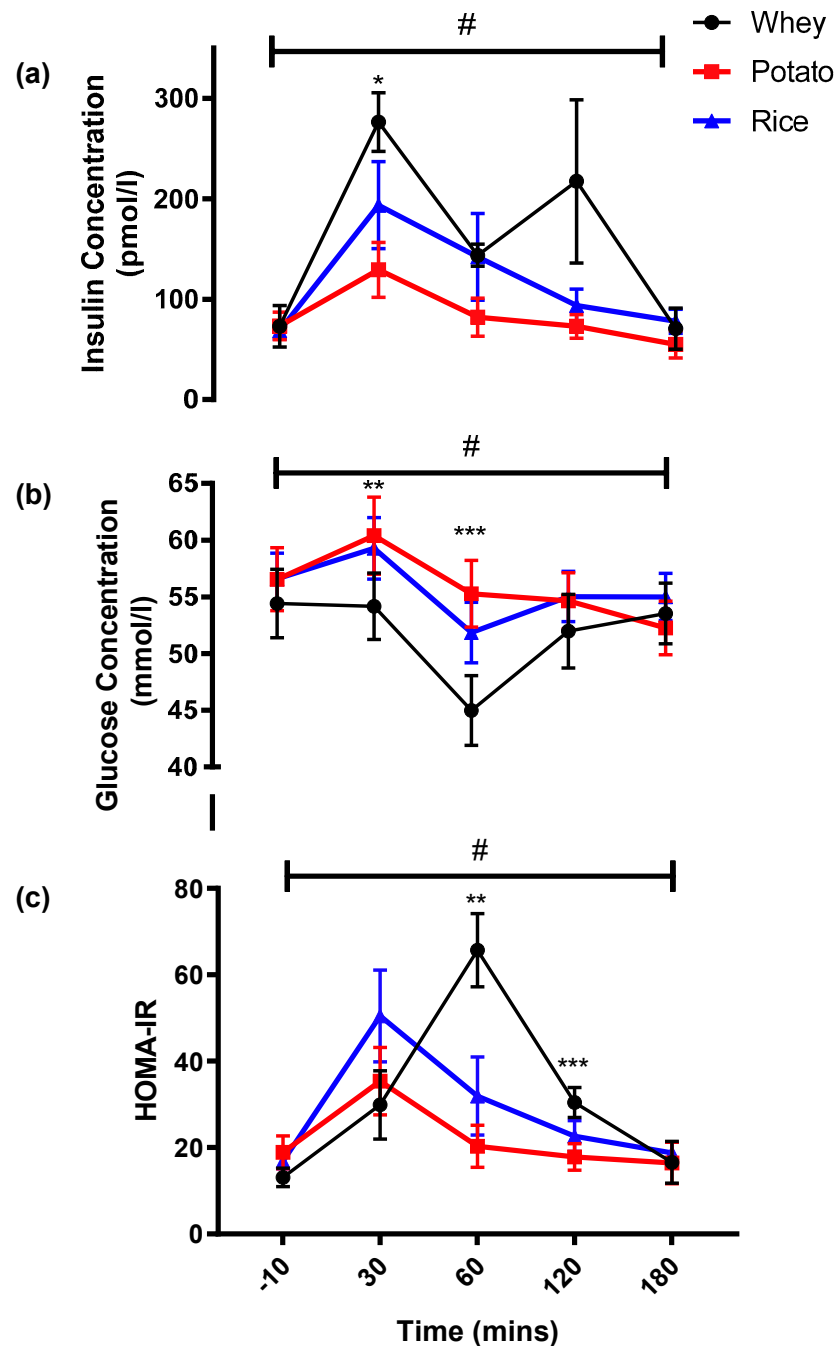 #
Whey
(a)
Potato
*
300
Rice
200
100
0
Insulin Concentration
(pmol/l)
#
(b)
65
**
***
60
55
50
45
40
Glucose Concentration
(mmol/l)
#
(c)
80
**
60
***
40
20
0
HOMA-IR
-10
30
60
120
180
Time (mins)